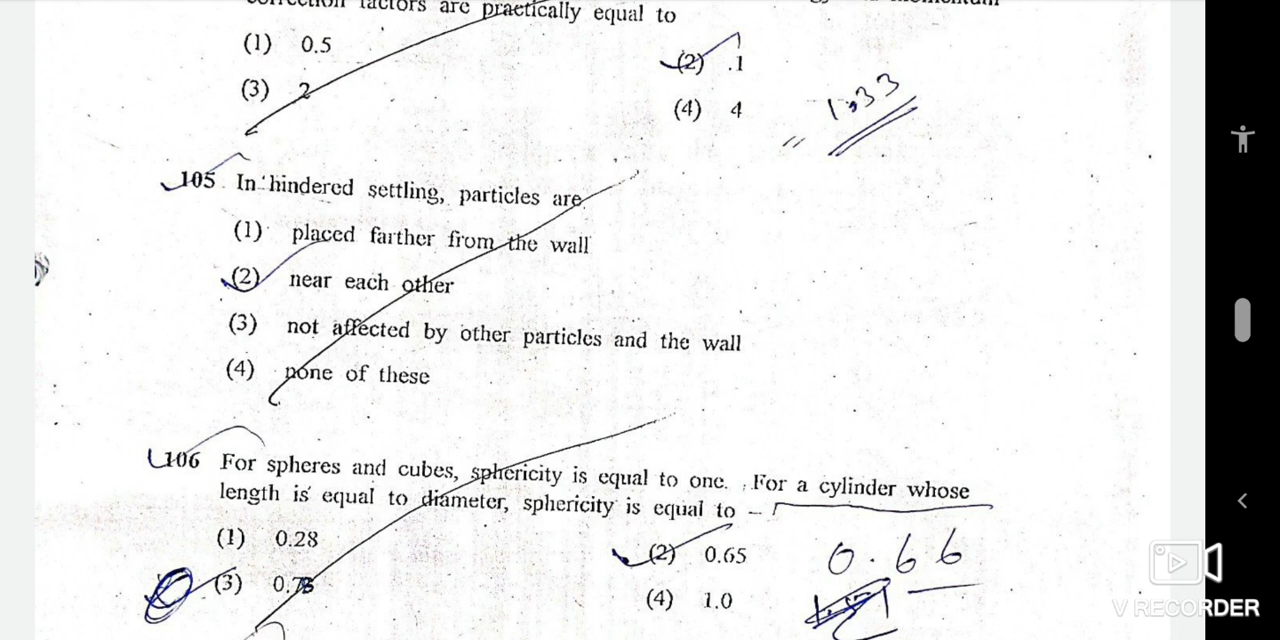 factors are practically equal to
(1) 0.5
(2) .1
(3) 2
(4) 4
1.33
105 In hindered settling, particles are
(1) placed farther from the wall
(2) near each other
(3) not affected by other particles and the wall
(4) none of these
106 For spheres and cubes, sphericity is equal to one. For a cylinder whose
length is equal to diameter, sphericity is equal to –
(1) 0.28
(2) 0.65
0.66
(3)
(4) 1.0
V RECORDER